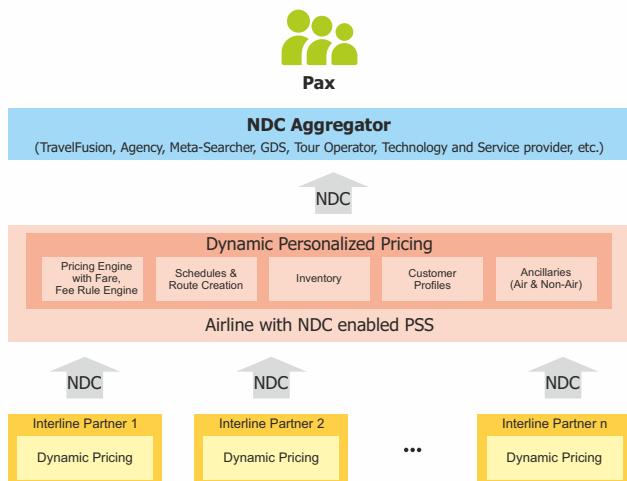 Pax
NDC Aggregator
(TravelFusion, Agency, Meta-Searcher, GDS, Tour Operator, Technology and Service provider, etc.)
NDC
Dynamic Personalized Pricing
Pricing Engine
with Fare,
Fee Rule Engine
Schedules &
Route Creation
Inventory
Customer
Profiles
Ancillaries
(Air & Non-Air)
Airline with NDC enabled PSS
NDC
NDC
NDC
Interline Partner 1
Dynamic Pricing
Interline Partner 2
Dynamic Pricing
...
Interline Partner n
Dynamic Pricing